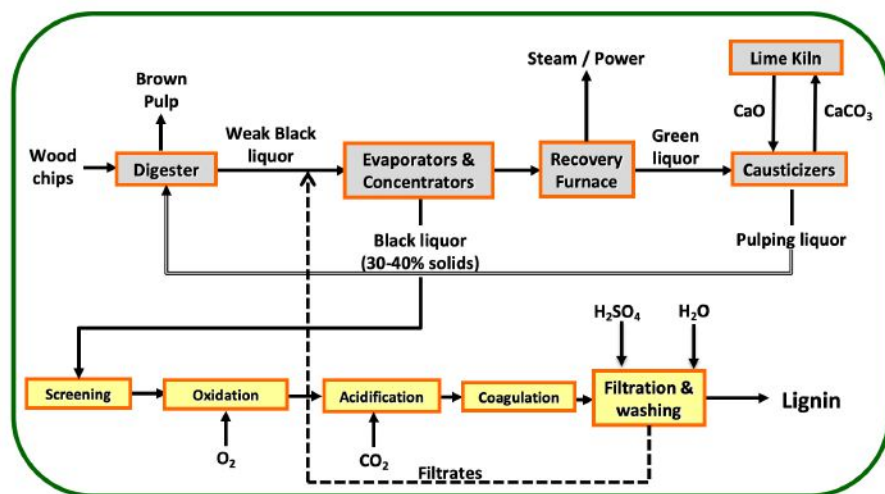 Steam / Power
Lime Kiln
Brown
Pulp
CaO
CaCO₃
Weak Black
liquor
Green
liquor
Wood
chips
Digester
Evaporators &
Concentrators
Recovery
Furnace
Causticizers
Black liquor
(30-40% solids)
Pulping liquor
H₂SO₄
H₂O
Screening
Oxidation
Acidification
Coagulation
Filtration &
washing
Lignin
O₂
CO₂
Filtrates